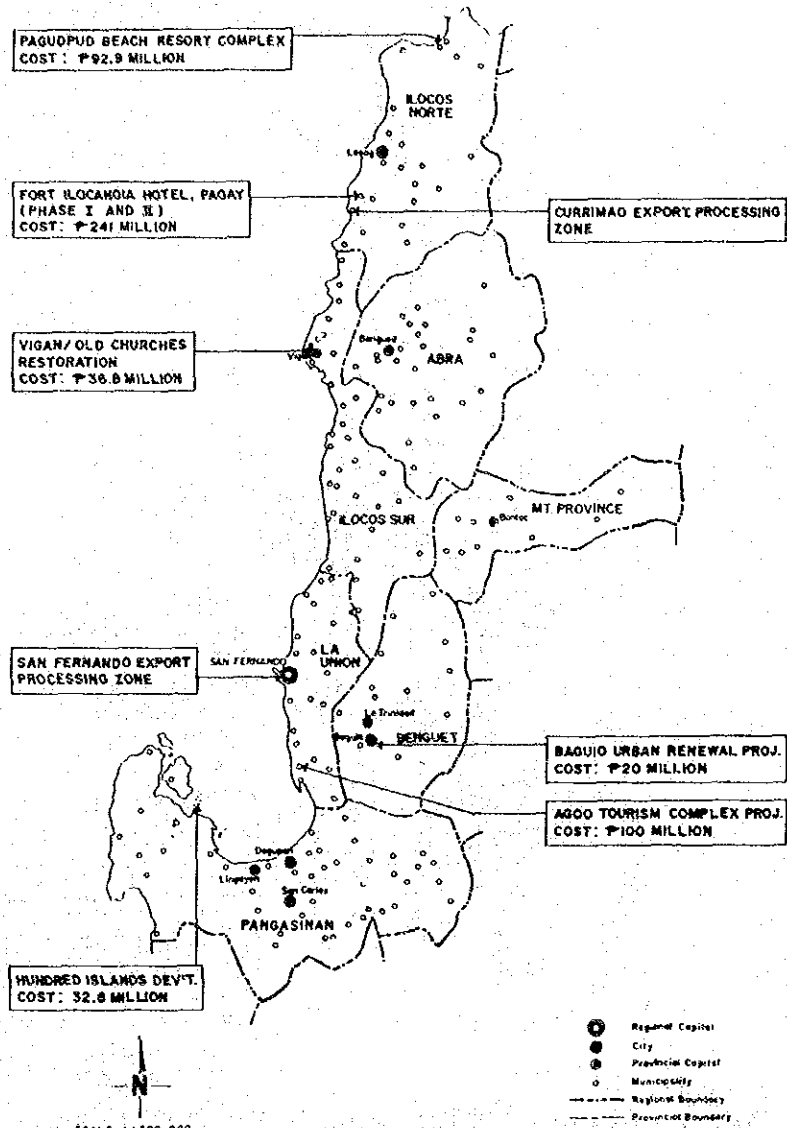 PAGUDPUD BEACH RESORT COMPLEX
COST: ₱92.9 MILLION
ILOCOS
NORTE
Laoag
FORT ILOCANDIA HOTEL, PAOAY
(PHASE I AND II)
COST: ₱241 MILLION
CURRIMAO EXPORT PROCESSING
ZONE
VIGAN/OLD CHURCHES
RESTORATION
COST: ₱36.8 MILLION
Vigan
Bangued
ABRA
MT. PROVINCE
Bontoc
ILOCOS SUR
SAN FERNANDO EXPORT
PROCESSING ZONE
SAN FERNANDO
LA
UNION
La Trinidad
Baguio
BENGUET
BAGUIO URBAN RENEWAL PROJ.
COST: ₱20 MILLION
AGOO TOURISM COMPLEX PROJ.
COST: ₱100 MILLION
Dagupan
Lingayen
San Carlos
PANGASINAN
HUNDRED ISLANDS DEV'T.
COST: 32.8 MILLION
N
Regional Capital
City
Provincial Capital
Municipality
Regional Boundary
Provincial Boundary